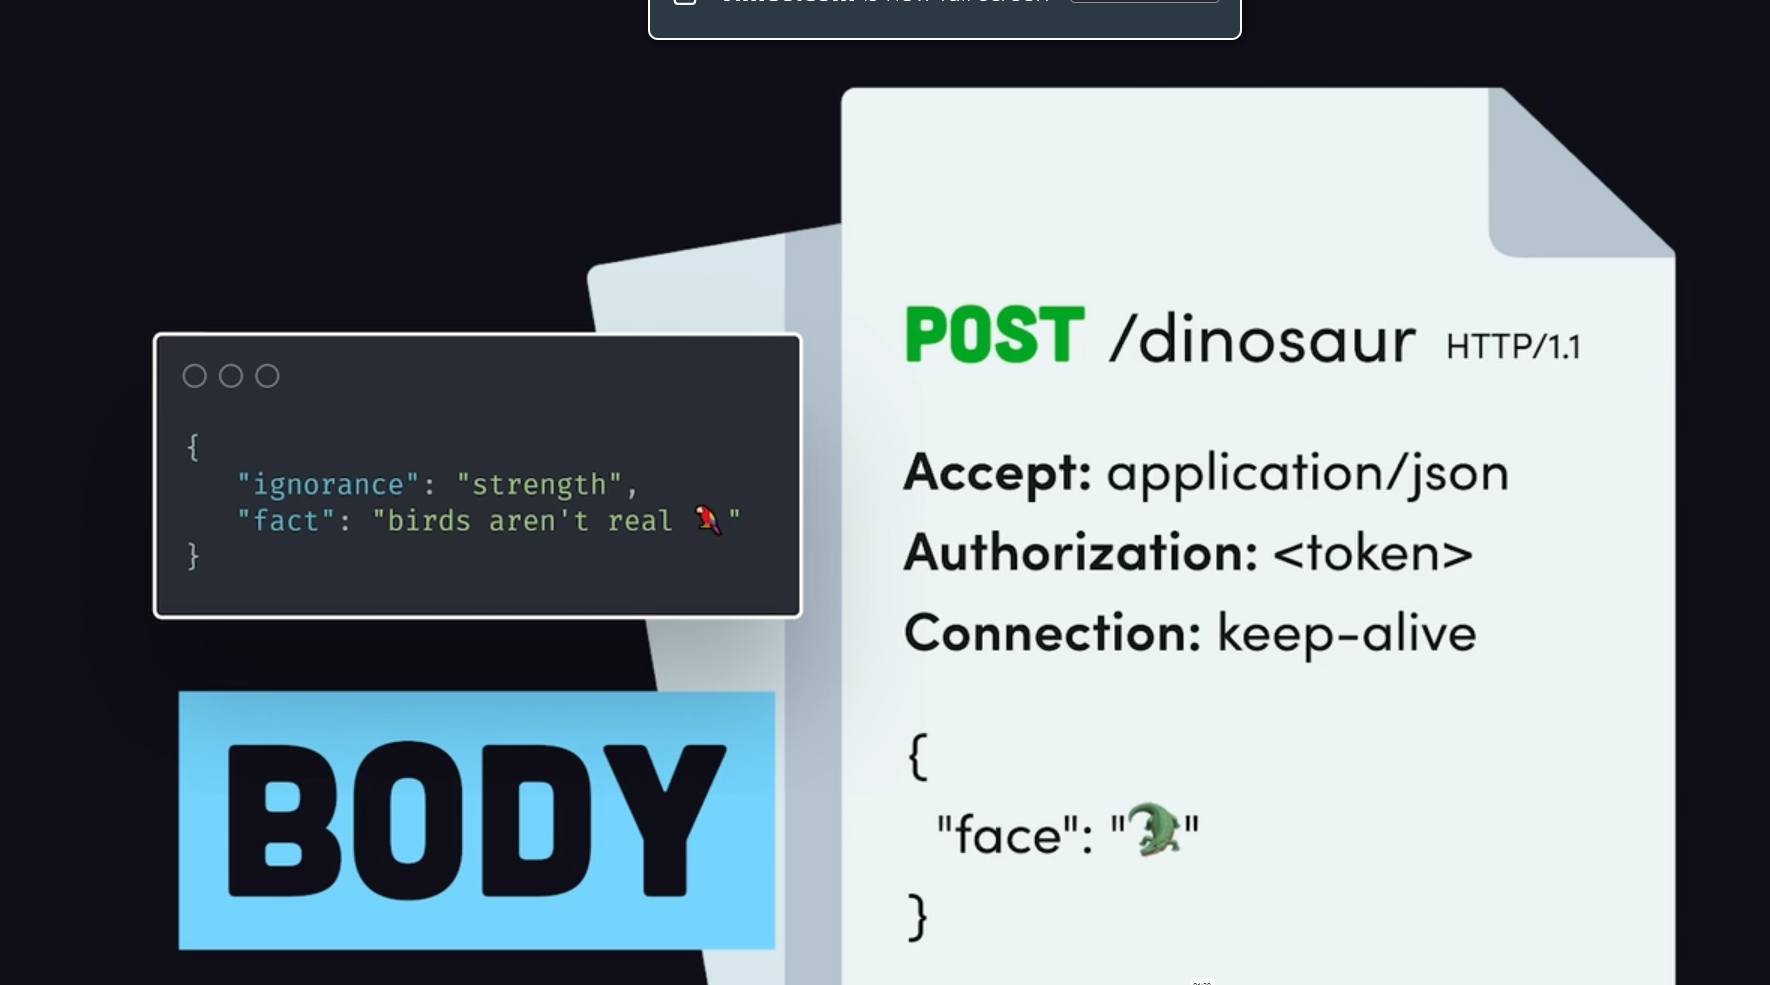 is now full screen
{
"ignorance": "strength",
"fact": "birds aren't real 🦜"
}
BODY
POST /dinosaur HTTP/1.1
Accept: application/json
Authorization: <token>
Connection: keep-alive
{
"face": "🐊"
}